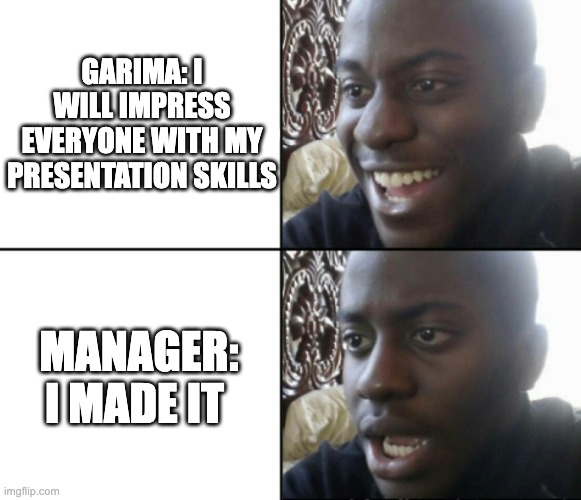 GARIMA: I
WILL IMPRESS
EVERYONE WITH MY
PRESENTATION SKILLS
MANAGER:
I MADE IT
imgflip.com